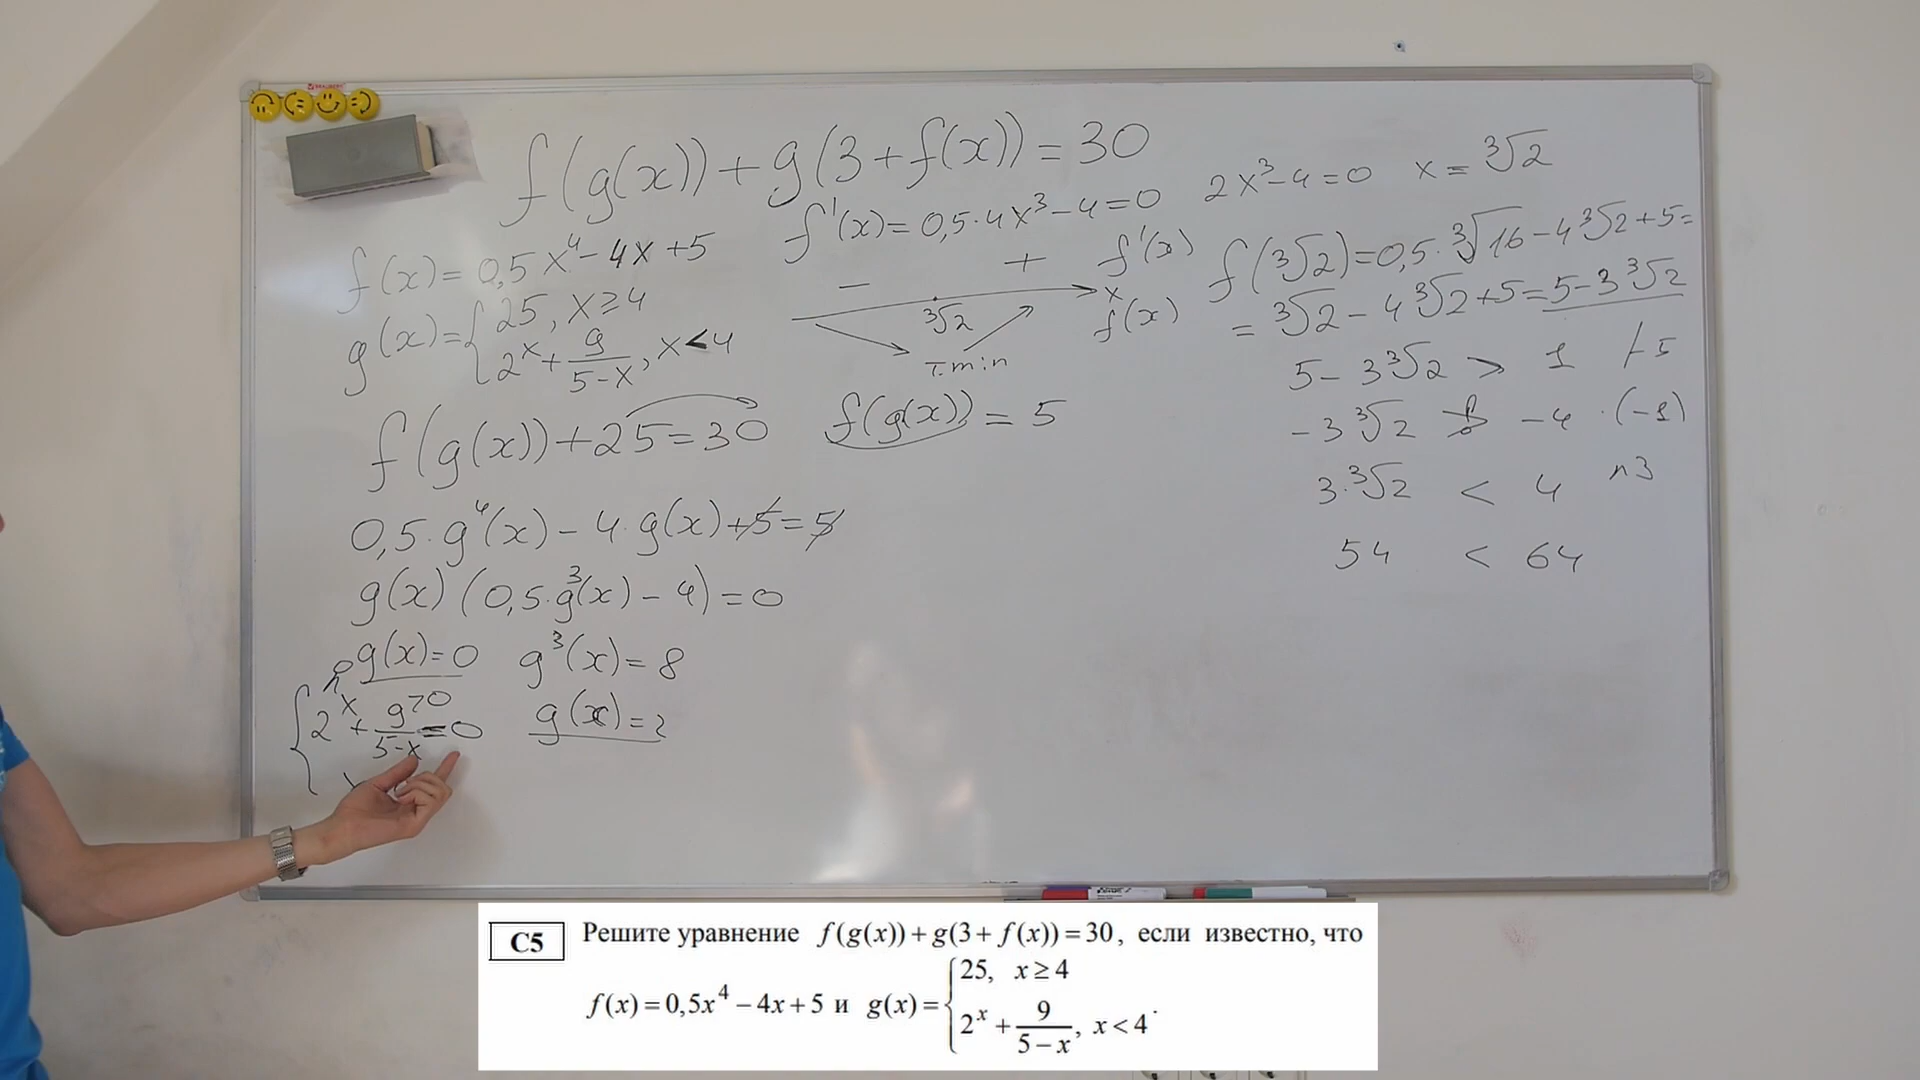 f(g(x))+g(3+f(x))=30
f(x)=0,5x⁴-4x+5
g(x)={25, x≥4
2ˣ+9/(5-x), x<4
f'(x)=0,5·4x³-4=0 2x³-4=0 x=∛2
- + f'(x)
∛2 x
f(x)
т.min
f(∛2)=0,5·∛16-4∛2+5=
=∛2-4∛2+5=5-3∛2
5-3∛2 > 1 /-5
-3∛2 -4 ·(-1)
3·∛2 < 4 ^3
54 < 64
f(g(x))+25=30 f(g(x))=5
0,5·g⁴(x)-4·g(x)+5=5
g(x)(0,5·g³(x)-4)=0
g(x)=0 g³(x)=8
{2ˣ+9/(5-x)=0 g(x)=2
>0
C5 Решите уравнение f(g(x))+g(3+f(x))=30, если известно, что
f(x)=0,5x⁴-4x+5 и g(x)={25, x≥4
2ˣ+9/(5-x), x<4.